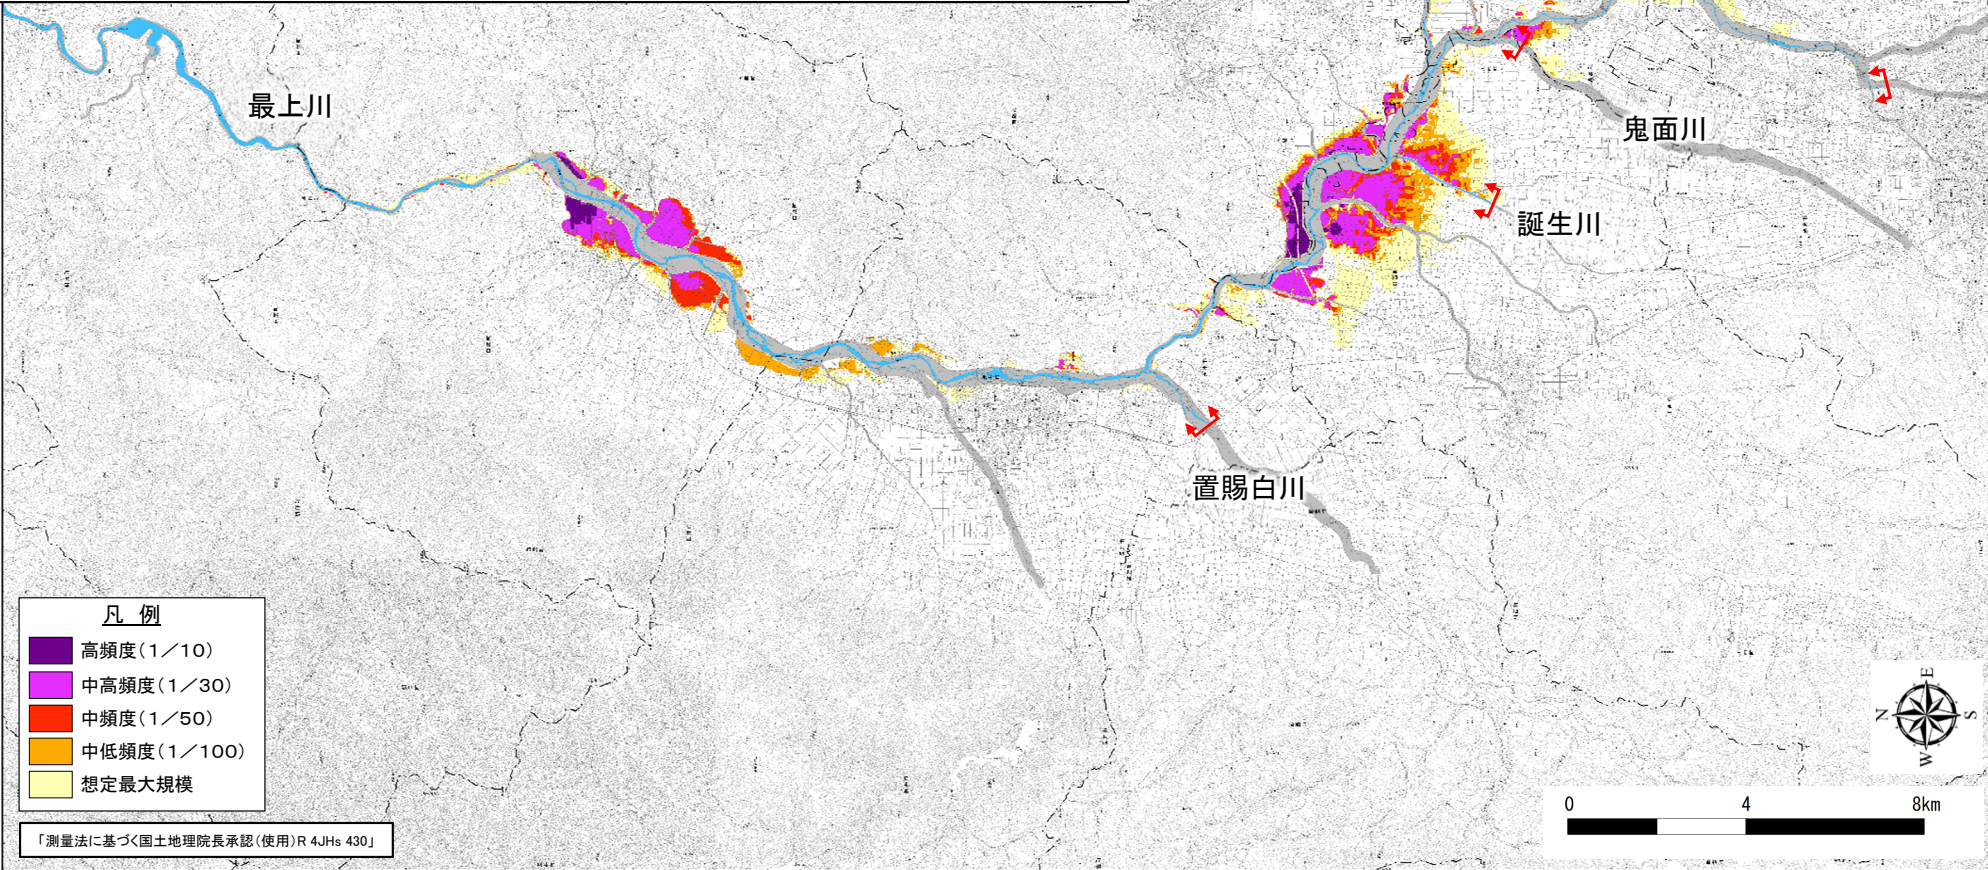 最上川
鬼面川
誕生川
置賜白川
凡 例
高頻度(1/10)
中高頻度(1/30)
中頻度(1/50)
中低頻度(1/100)
想定最大規模
「測量法に基づく国土地理院長承認(使用)R 4JHs 430」
E
N
S
W
0 4 8km